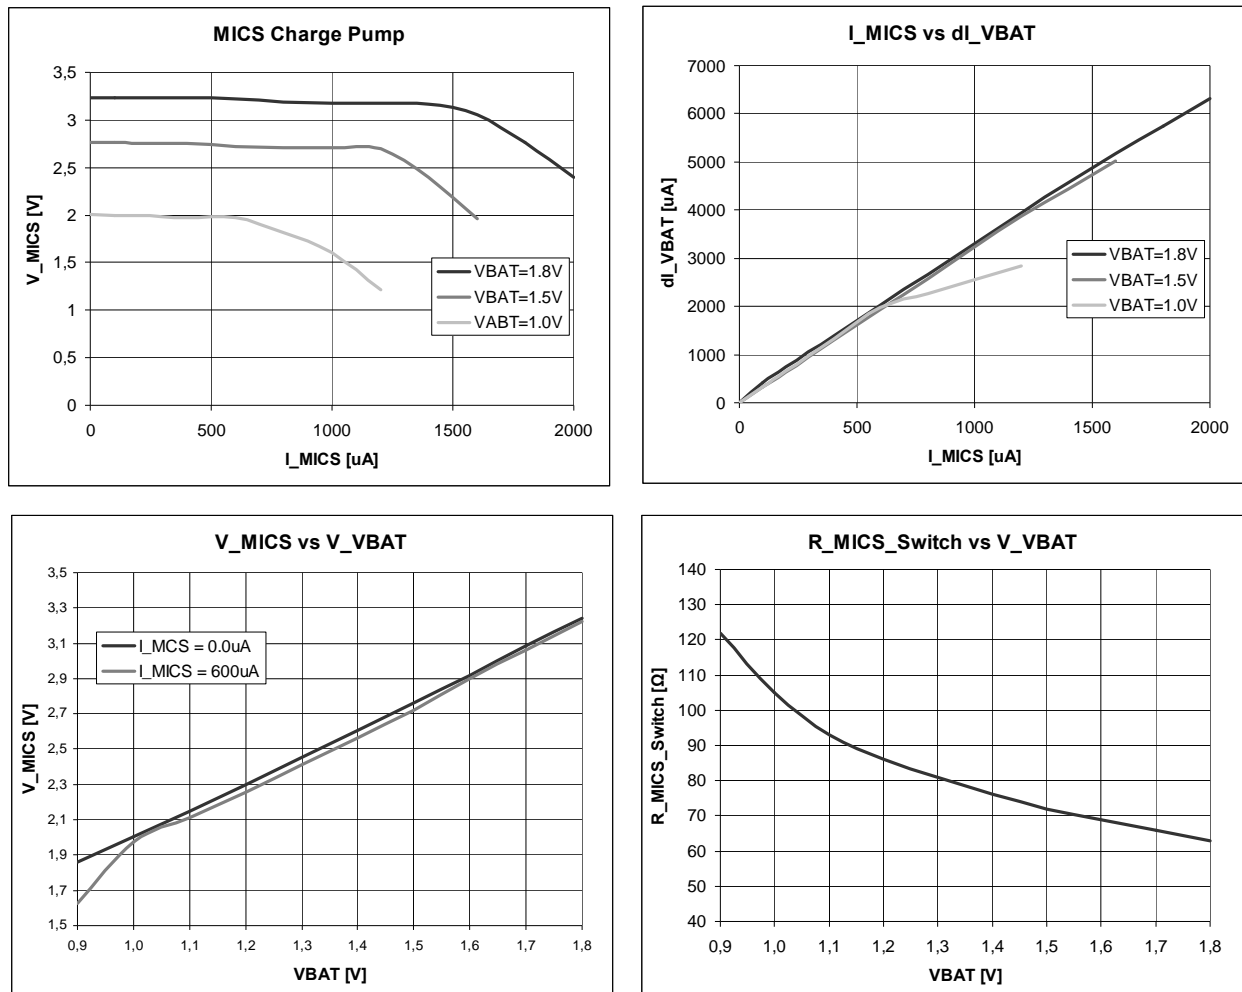 MICS Charge Pump
3,5
3
2,5
2
1,5
1
0,5
0
V_MICS [V]
VBAT=1.8V
VBAT=1.5V
VABT=1.0V
0 500 1000 1500 2000
I_MICS [uA]
I_MICS vs dI_VBAT
7000
6000
5000
4000
3000
2000
1000
0
dI_VBAT [uA]
VBAT=1.8V
VBAT=1.5V
VBAT=1.0V
0 500 1000 1500 2000
I_MICS [uA]
V_MICS vs V_VBAT
3,5
3,3
3,1
2,9
2,7
2,5
2,3
2,1
1,9
1,7
1,5
V_MICS [V]
I_MCS = 0.0uA
I_MICS = 600uA
0,9 1,0 1,1 1,2 1,3 1,4 1,5 1,6 1,7 1,8
VBAT [V]
R_MICS_Switch vs V_VBAT
140
130
120
110
100
90
80
70
60
50
40
R_MICS_Switch [Ω]
0,9 1,0 1,1 1,2 1,3 1,4 1,5 1,6 1,7 1,8
VBAT [V]